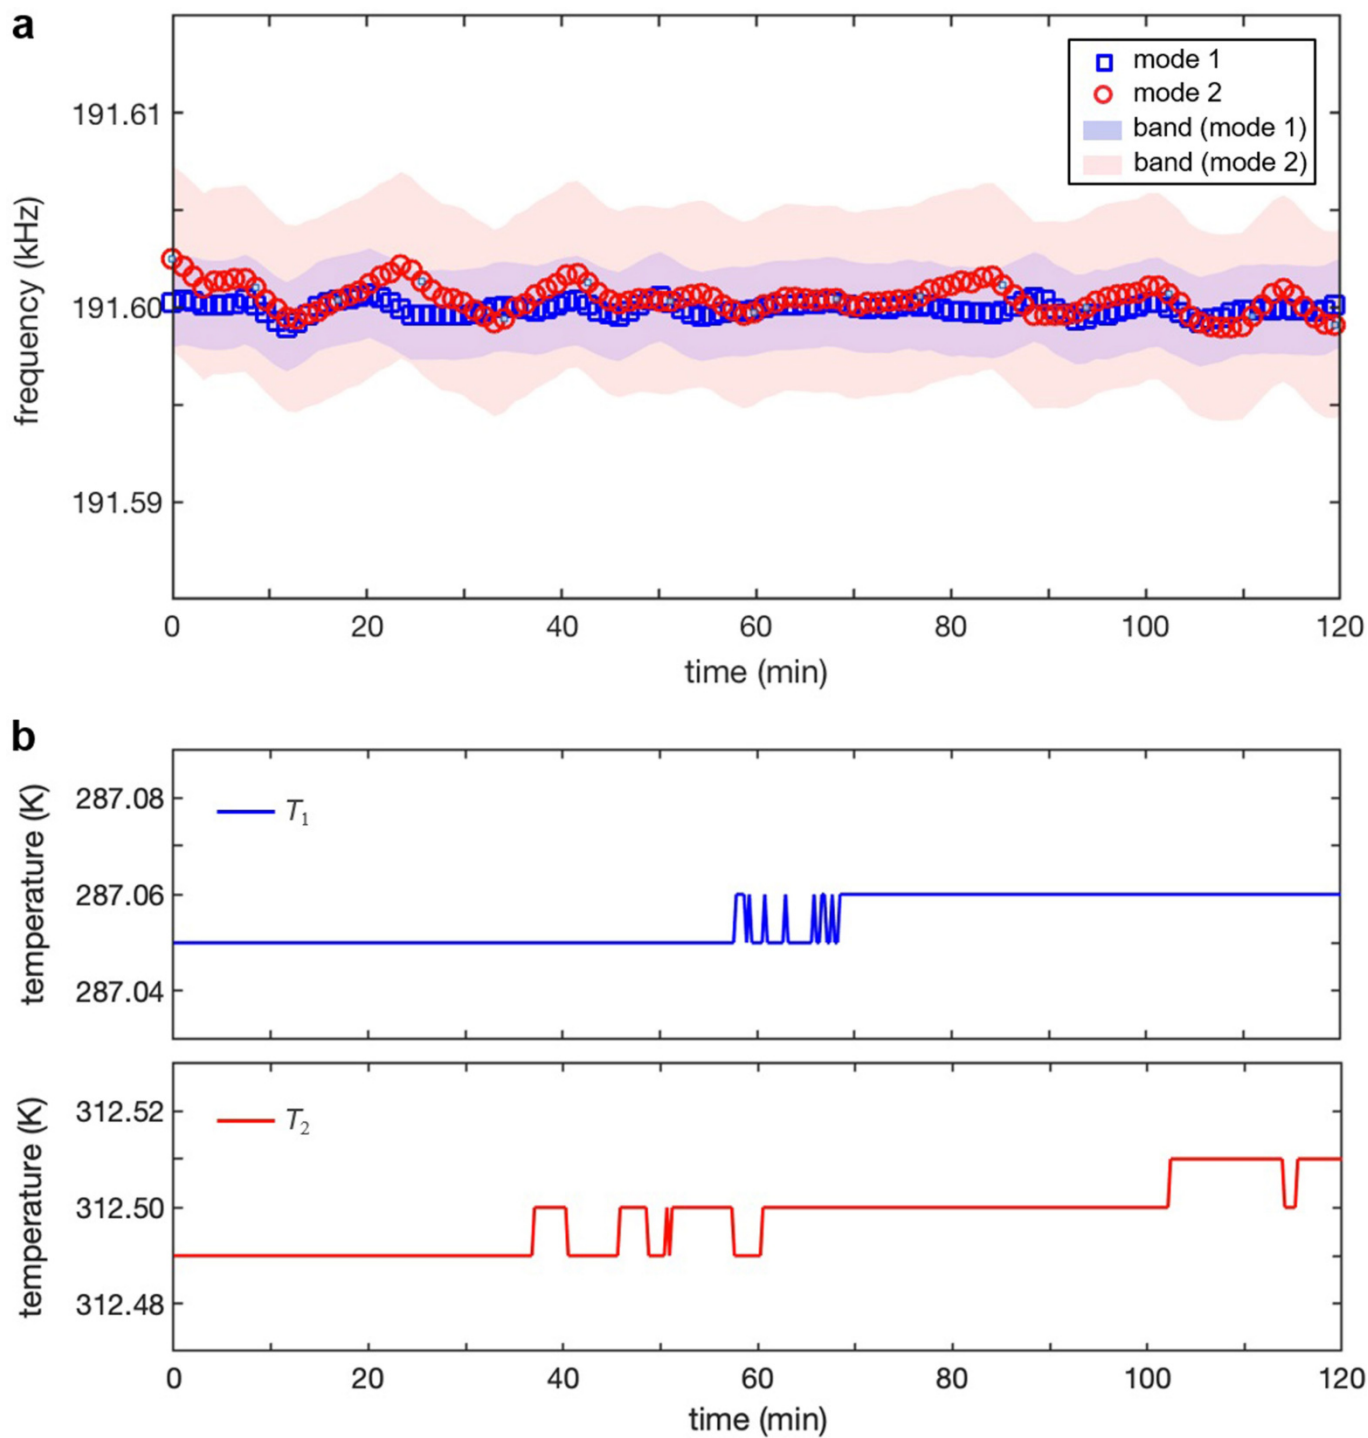 a
mode 1
mode 2
band (mode 1)
band (mode 2)
191.61
191.60
191.59
frequency (kHz)
0 20 40 60 80 100 120
time (min)
b
287.08
287.06
287.04
temperature (K)
T1
312.52
312.50
312.48
temperature (K)
T2
0 20 40 60 80 100 120
time (min)